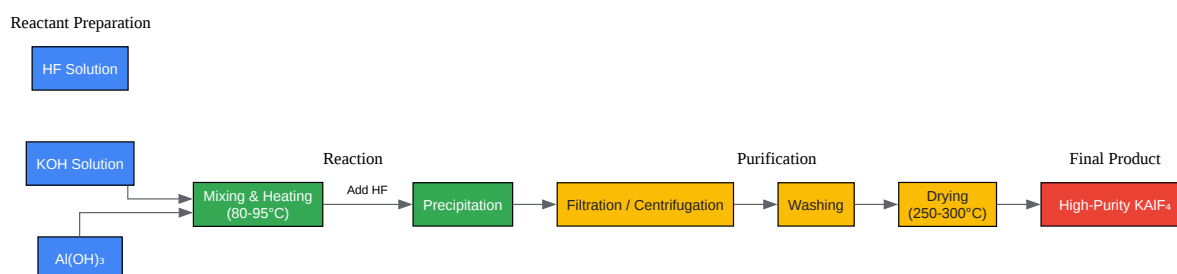 Reactant Preparation
HF Solution
KOH Solution
Al(OH)₃
Reaction
Mixing & Heating
(80-95°C)
Add HF
Precipitation
Purification
Filtration / Centrifugation
Washing
Drying
(250-300°C)
Final Product
High-Purity KAlF₄